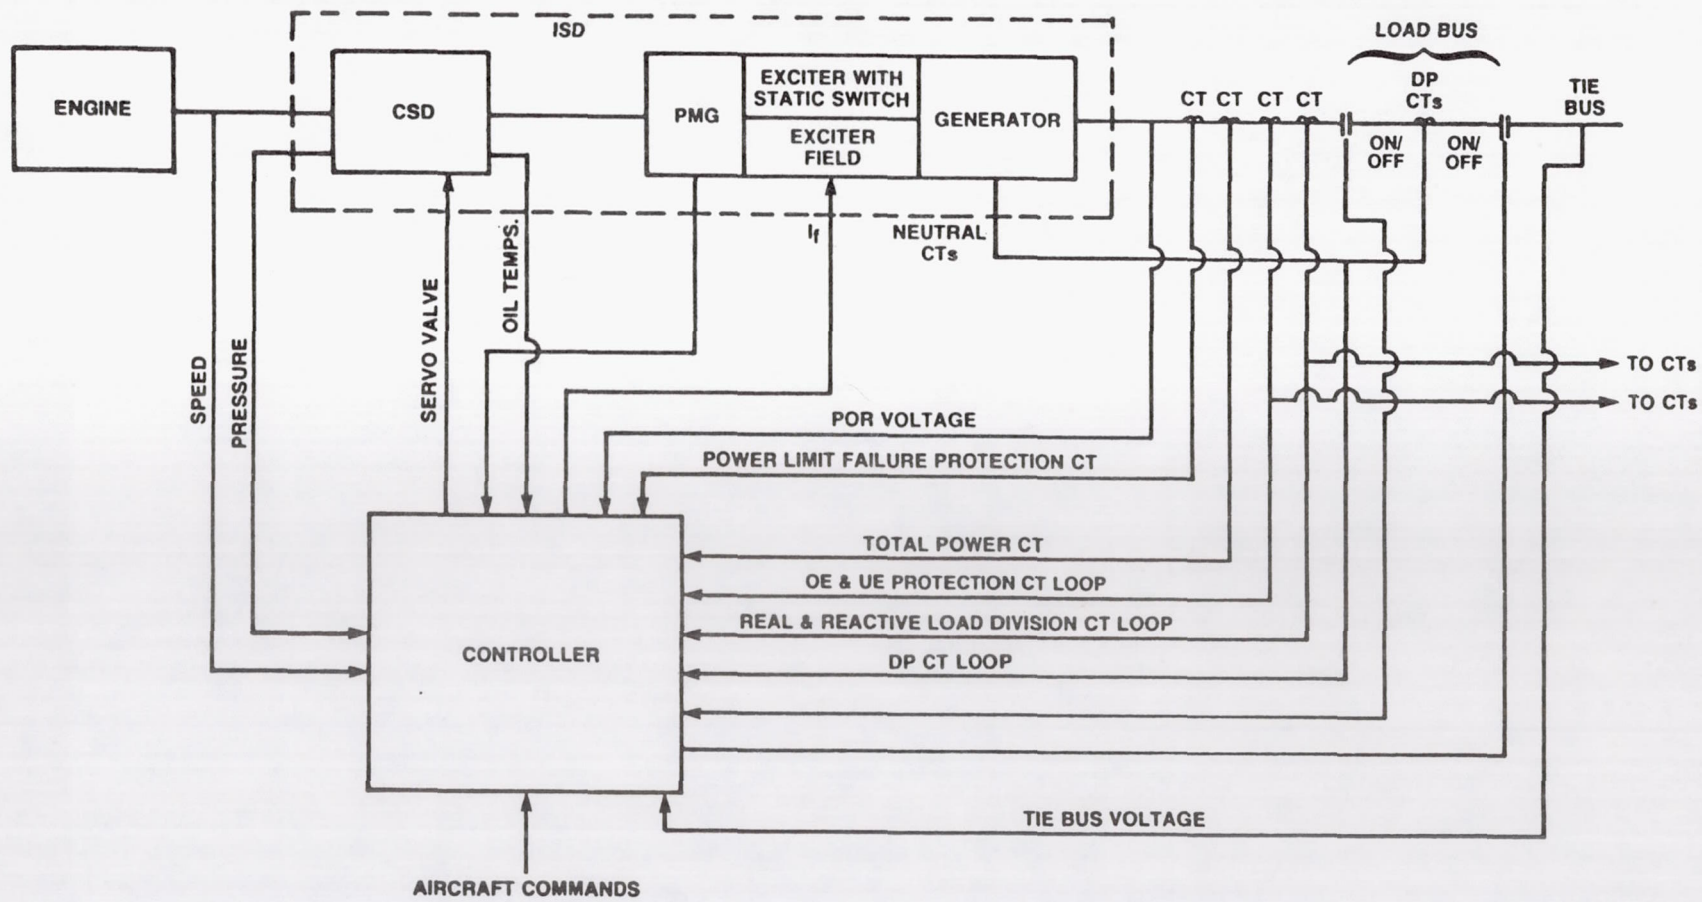 ISD
LOAD BUS
ENGINE
CSD
PMG
EXCITER WITH
STATIC SWITCH
EXCITER
FIELD
GENERATOR
CT CT CT CT
DP
CTs
TIE
BUS
ON/
OFF
ON/
OFF
If
NEUTRAL
CTs
SPEED
PRESSURE
SERVO VALVE
OIL TEMPS.
TO CTs
TO CTs
POR VOLTAGE
POWER LIMIT FAILURE PROTECTION CT
TOTAL POWER CT
OE & UE PROTECTION CT LOOP
REAL & REACTIVE LOAD DIVISION CT LOOP
DP CT LOOP
CONTROLLER
TIE BUS VOLTAGE
AIRCRAFT COMMANDS